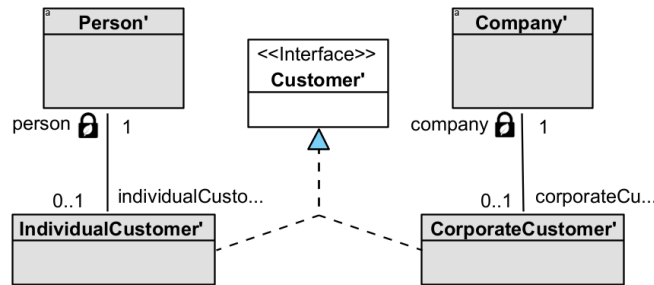 a
Person'
<<Interface>>
Customer'
a
Company'
person 1
company 1
0..1 individualCusto...
0..1 corporateCu...
IndividualCustomer'
CorporateCustomer'